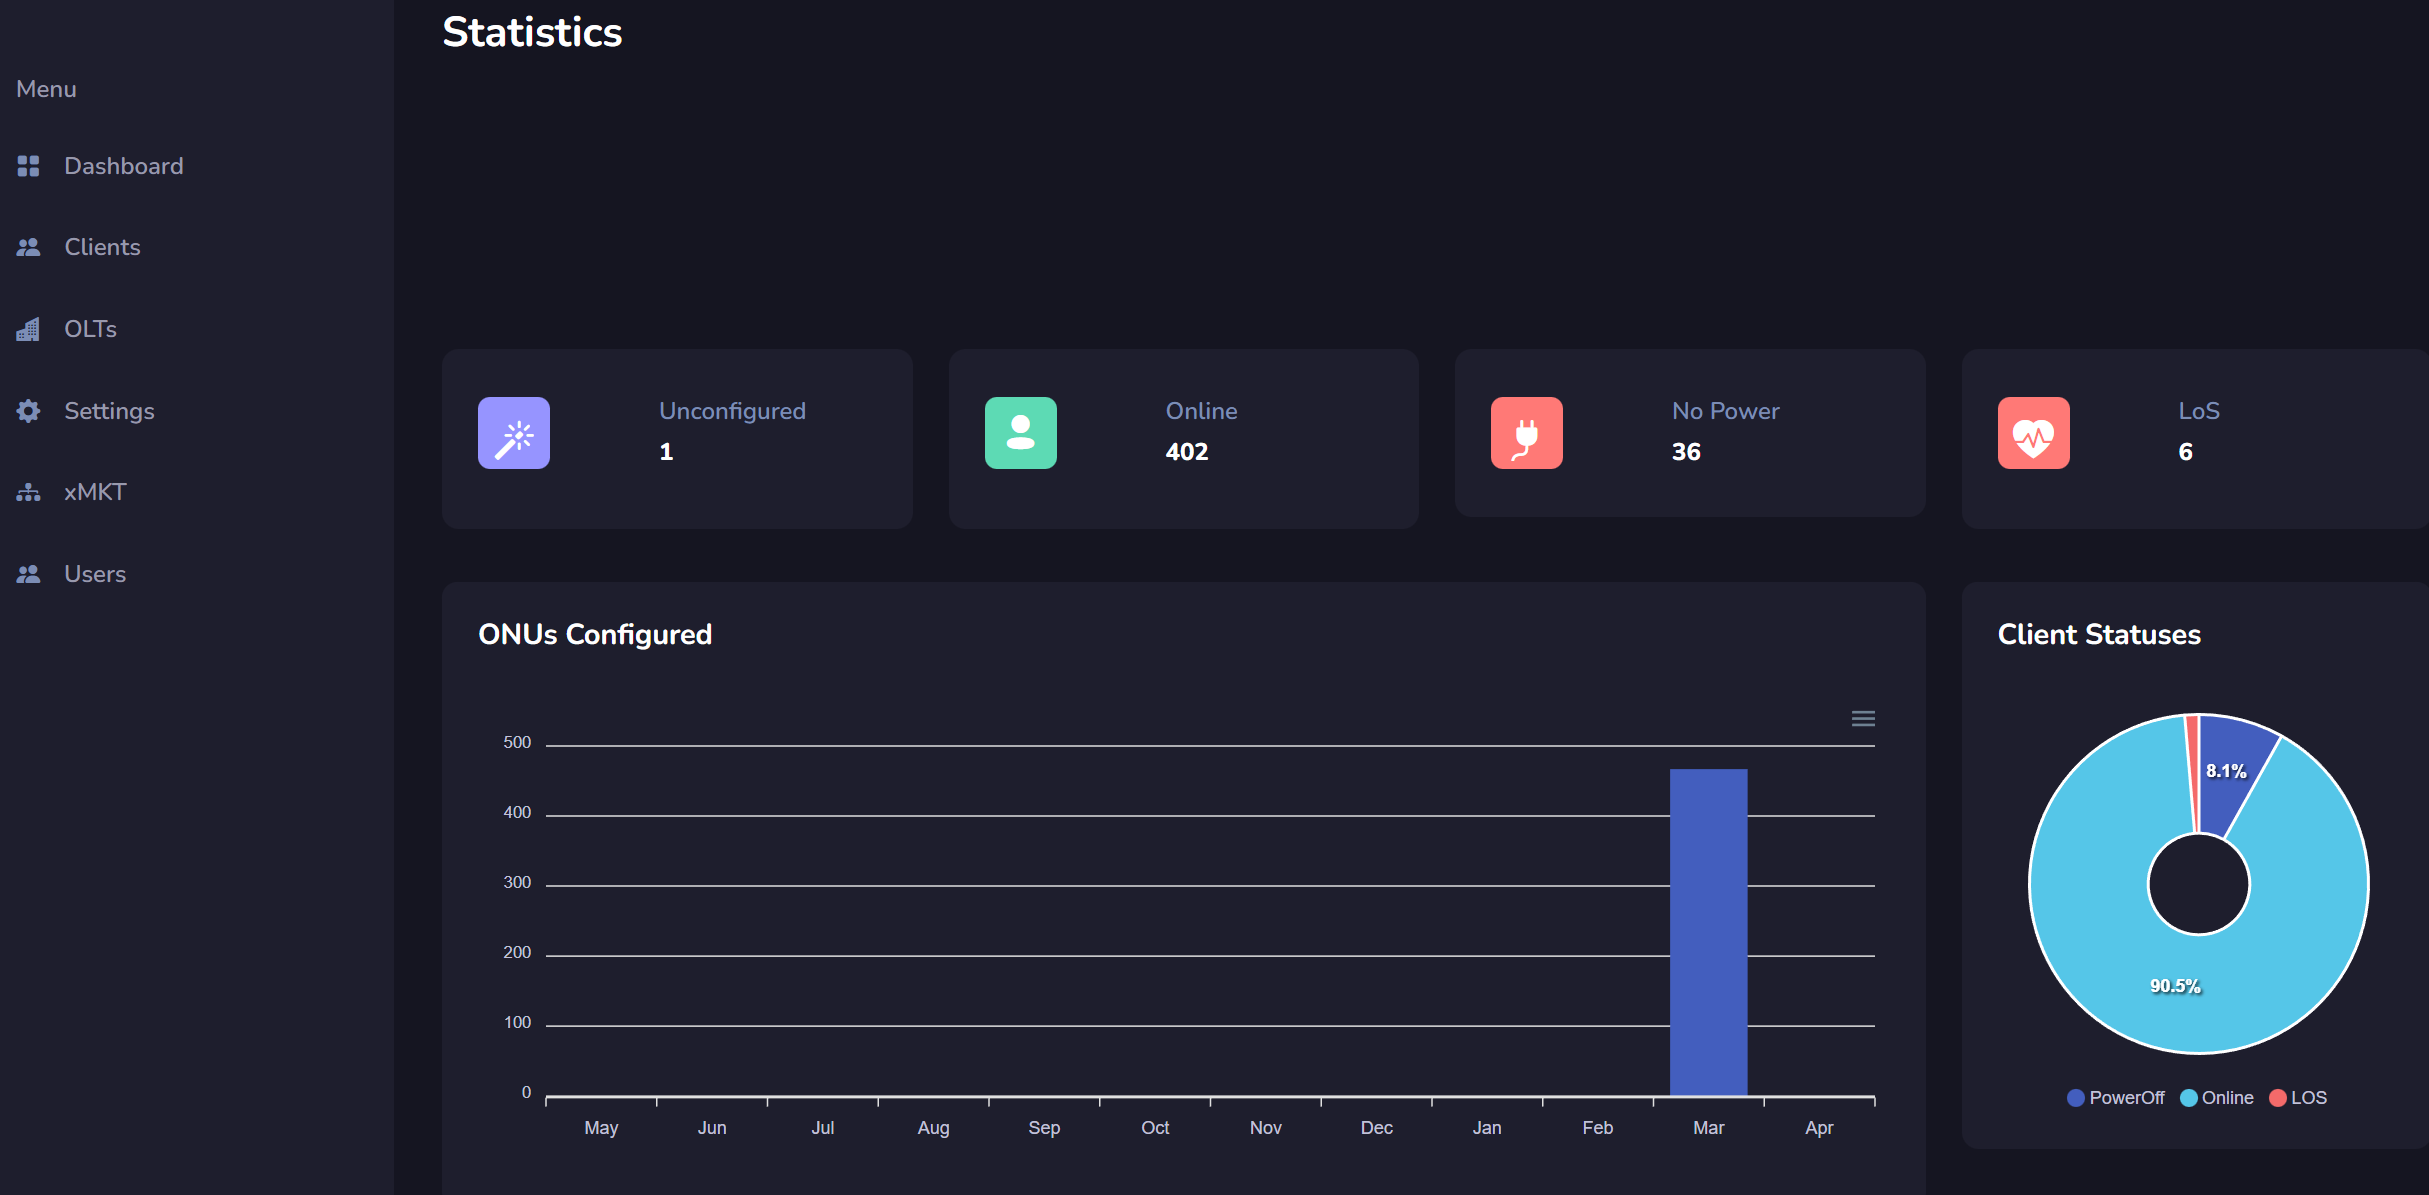 Statistics
Menu
Dashboard
Clients
OLTs
Settings
xMKT
Users
Unconfigured
1
Online
402
No Power
36
LoS
6
ONUs Configured
500
400
300
200
100
0
May Jun Jul Aug Sep Oct Nov Dec Jan Feb Mar Apr
Client Statuses
8.1%
90.5%
PowerOff Online LOS